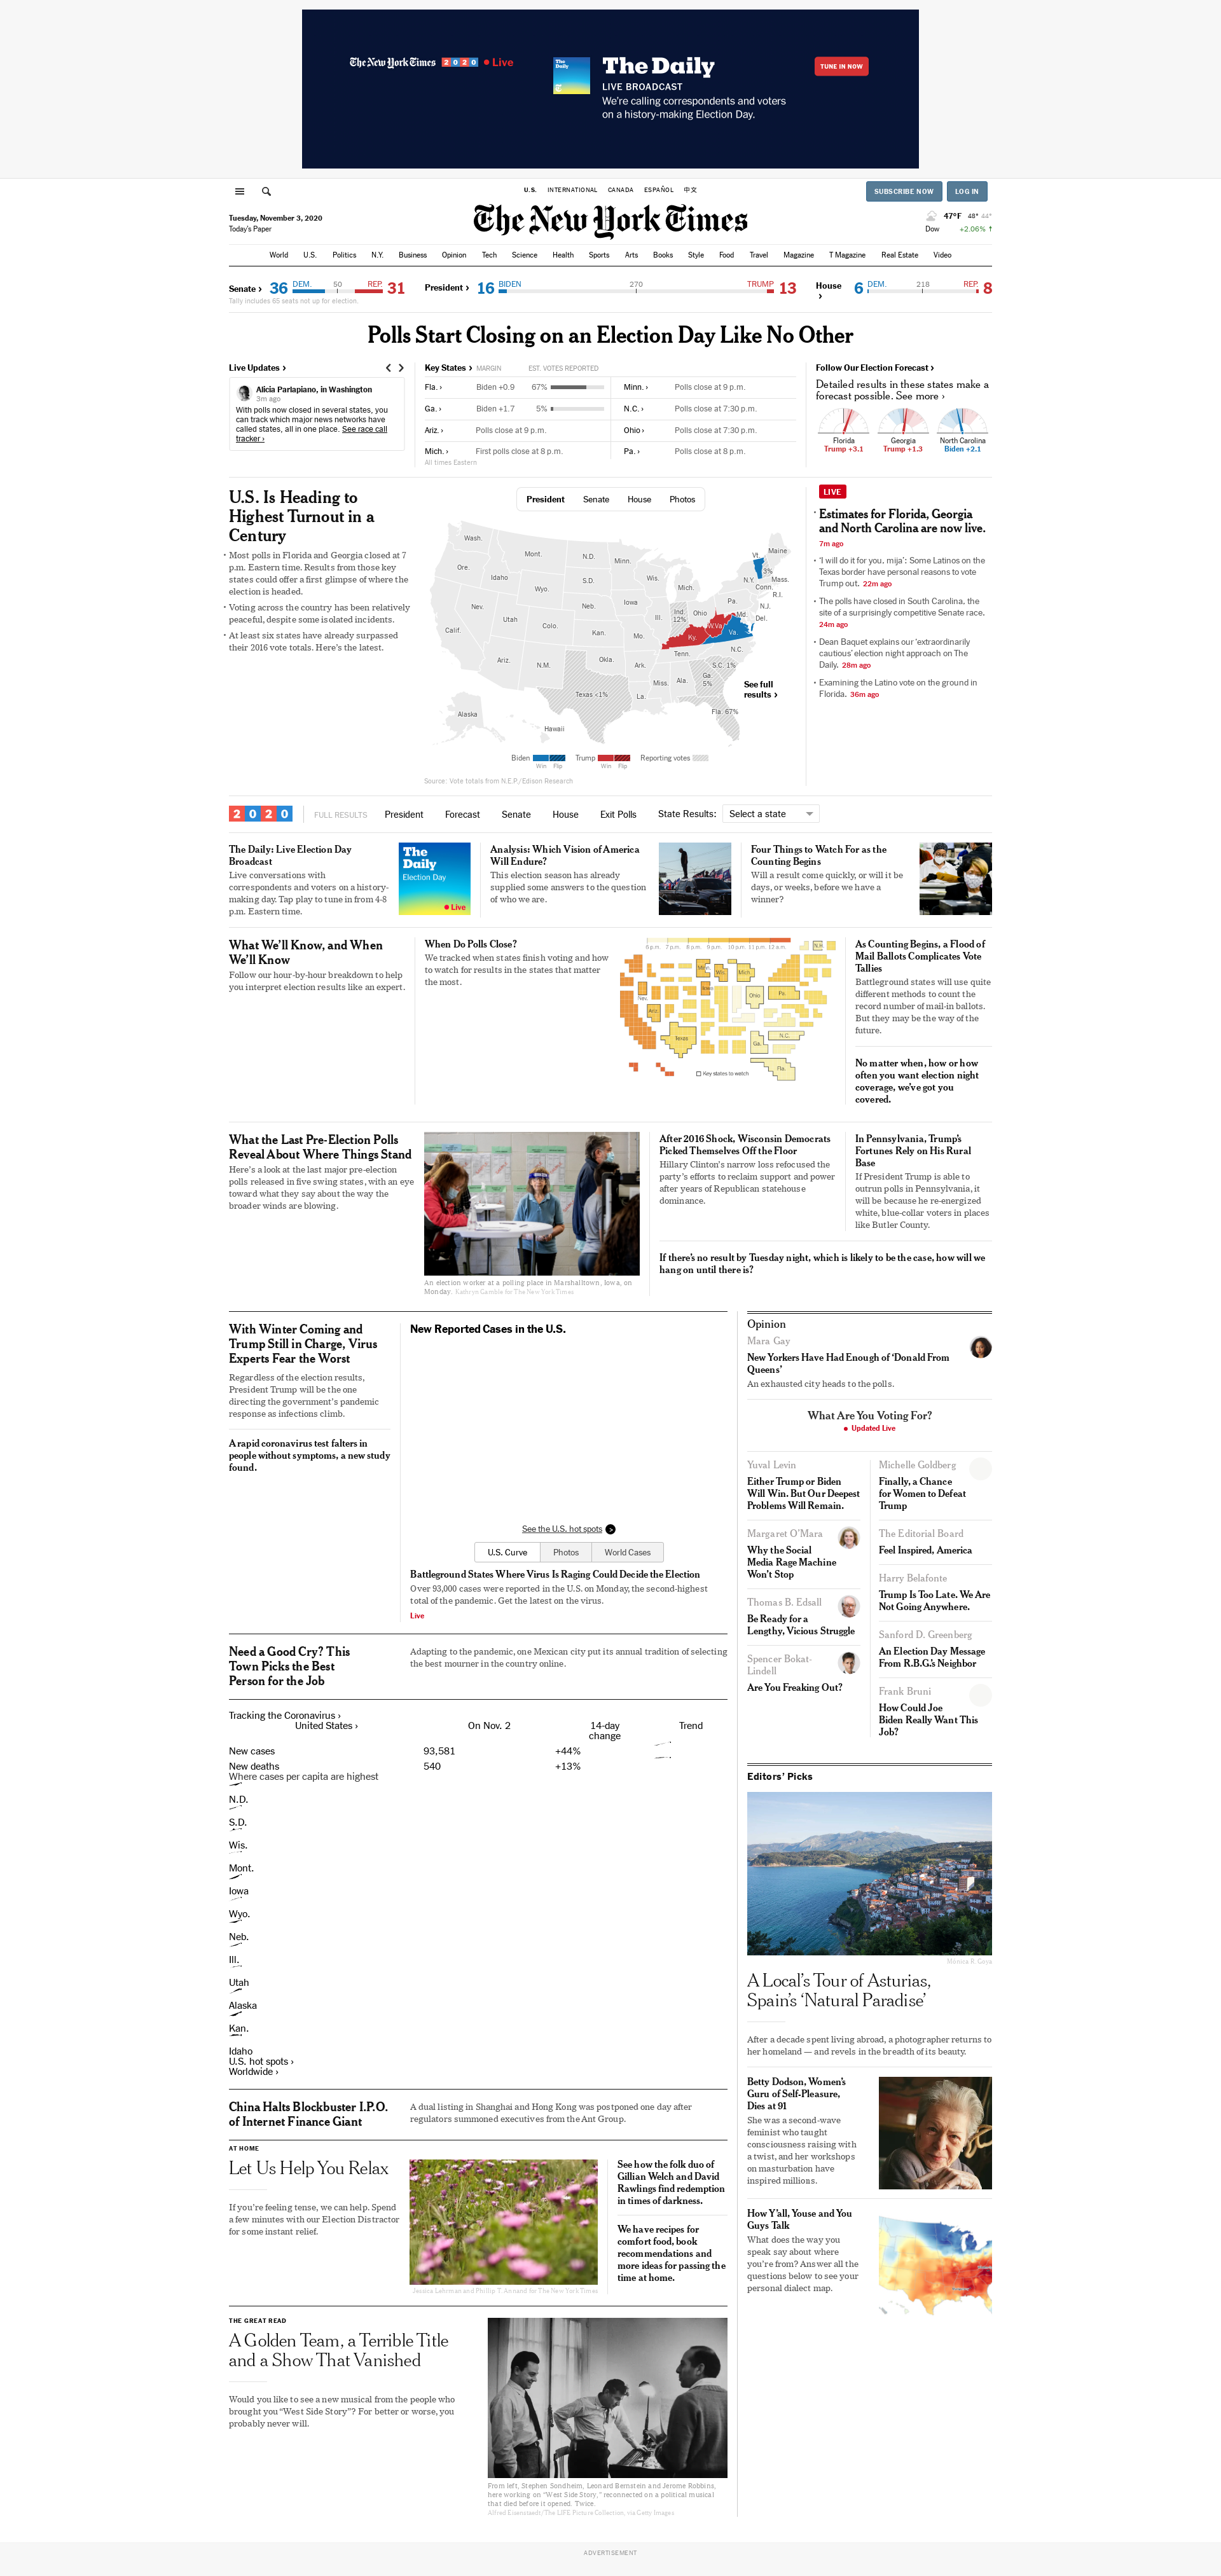 The New York Times 2020 Live
The Daily
The Daily
LIVE BROADCAST
We're calling correspondents and voters
on a history-making Election Day.
TUNE IN NOW
U.S. INTERNATIONAL CANADA ESPAÑOL 中文
SUBSCRIBE NOW LOG IN
Tuesday, November 3, 2020
Today's Paper
The New York Times
47°F 48° 44°
Dow +2.06% ↑
World U.S. Politics N.Y. Business Opinion Tech Science Health Sports Arts Books Style Food Travel Magazine T Magazine Real Estate Video
Senate › 36 DEM. 50 REP. 31
Tally includes 65 seats not up for election.
President › 16 BIDEN 270 TRUMP 13
House › 6 DEM. 218 REP. 8
Polls Start Closing on an Election Day Like No Other
Live Updates ›
Alicia Parlapiano, in Washington
3m ago
With polls now closed in several states, you
can track which major news networks have
called states, all in one place. See race call
tracker ›
Key States › MARGIN EST. VOTES REPORTED
Fla. › Biden +0.9 67%
Ga. › Biden +1.7 5%
Ariz. › Polls close at 9 p.m.
Mich. › First polls close at 8 p.m.
Minn. › Polls close at 9 p.m.
N.C. › Polls close at 7:30 p.m.
Ohio › Polls close at 7:30 p.m.
Pa. › Polls close at 8 p.m.
All times Eastern
Follow Our Election Forecast ›
Detailed results in these states make a
forecast possible. See more ›
Florida
Trump +3.1
Georgia
Trump +1.3
North Carolina
Biden +2.1
U.S. Is Heading to
Highest Turnout in a
Century
• Most polls in Florida and Georgia closed at 7
p.m. Eastern time. Results from those key
states could offer a first glimpse of where the
election is headed.
• Voting across the country has been relatively
peaceful, despite some isolated incidents.
• At least six states have already surpassed
their 2016 vote totals. Here's the latest.
President Senate House Photos
Wash.
Mont.
N.D.
Minn.
Vt.
Maine
3%
Ore.
Idaho
Wyo.
S.D.
Wis.
Mich.
N.Y.
Mass.
Conn.
R.I.
Nev.
Utah
Colo.
Neb.
Iowa
Ill.
Ind.
12%
Ohio
Pa.
N.J.
Md.
Del.
Calif.
Kan.
Mo.
Ky.
W.Va.
Va.
Ariz.
N.M.
Okla.
Ark.
Tenn.
N.C.
S.C. 1%
Texas <1%
La.
Miss.
Ala.
Ga.
5%
Fla. 67%
Alaska
Hawaii
See full
results ›
Biden Trump Reporting votes
Win Flip Win Flip
Source: Vote totals from N.E.P./Edison Research
LIVE
• Estimates for Florida, Georgia
and North Carolina are now live.
7m ago
• 'I will do it for you, mija': Some Latinos on the
Texas border have personal reasons to vote
Trump out. 22m ago
• The polls have closed in South Carolina, the
site of a surprisingly competitive Senate race.
24m ago
• Dean Baquet explains our 'extraordinarily
cautious' election night approach on The
Daily. 28m ago
• Examining the Latino vote on the ground in
Florida. 36m ago
2020 FULL RESULTS President Forecast Senate House Exit Polls State Results: Select a state
The Daily: Live Election Day
Broadcast
Live conversations with
correspondents and voters on a history-
making day. Tap play to tune in from 4-8
p.m. Eastern time.
The
Daily
Election Day
Live
Analysis: Which Vision of America
Will Endure?
This election season has already
supplied some answers to the question
of who we are.
Four Things to Watch For as the
Counting Begins
Will a result come quickly, or will it be
days, or weeks, before we have a
winner?
What We'll Know, and When
We'll Know
Follow our hour-by-hour breakdown to help
you interpret election results like an expert.
When Do Polls Close?
We tracked when states finish voting and how
to watch for results in the states that matter
the most.
6 p.m. 7 p.m. 8 p.m. 9 p.m. 10 p.m. 11 p.m. 12 a.m.
N.H.
Minn.
Wis.
Mich.
Nev.
Iowa
Ohio
Pa.
Ariz.
Texas
N.C.
Ga.
Fla.
Key states to watch
As Counting Begins, a Flood of
Mail Ballots Complicates Vote
Tallies
Battleground states will use quite
different methods to count the
record number of mail-in ballots.
But they may be the way of the
future.
No matter when, how or how
often you want election night
coverage, we've got you
covered.
What the Last Pre-Election Polls
Reveal About Where Things Stand
Here's a look at the last major pre-election
polls released in five swing states, with an eye
toward what they say about the way the
broader winds are blowing.
An election worker at a polling place in Marshalltown, Iowa, on
Monday. Kathryn Gamble for The New York Times
After 2016 Shock, Wisconsin Democrats
Picked Themselves Off the Floor
Hillary Clinton's narrow loss refocused the
party's efforts to reclaim support and power
after years of Republican statehouse
dominance.
In Pennsylvania, Trump's
Fortunes Rely on His Rural
Base
If President Trump is able to
outrun polls in Pennsylvania, it
will be because he re-energized
white, blue-collar voters in places
like Butler County.
If there's no result by Tuesday night, which is likely to be the case, how will we
hang on until there is?
With Winter Coming and
Trump Still in Charge, Virus
Experts Fear the Worst
Regardless of the election results,
President Trump will be the one
directing the government's pandemic
response as infections climb.
A rapid coronavirus test falters in
people without symptoms, a new study
found.
New Reported Cases in the U.S.
See the U.S. hot spots
U.S. Curve Photos World Cases
Battleground States Where Virus Is Raging Could Decide the Election
Over 93,000 cases were reported in the U.S. on Monday, the second-highest
total of the pandemic. Get the latest on the virus.
Live
Need a Good Cry? This
Town Picks the Best
Person for the Job
Adapting to the pandemic, one Mexican city put its annual tradition of selecting
the best mourner in the country online.
Tracking the Coronavirus ›
United States › On Nov. 2 14-day
change Trend
New cases 93,581 +44%
New deaths 540 +13%
Where cases per capita are highest
N.D.
S.D.
Wis.
Mont.
Iowa
Wyo.
Neb.
Ill.
Utah
Alaska
Kan.
Idaho
U.S. hot spots ›
Worldwide ›
China Halts Blockbuster I.P.O.
of Internet Finance Giant
A dual listing in Shanghai and Hong Kong was postponed one day after
regulators summoned executives from the Ant Group.
AT HOME
Let Us Help You Relax
If you're feeling tense, we can help. Spend
a few minutes with our Election Distractor
for some instant relief.
Jessica Lehrman and Phillip T. Annand for The New York Times
See how the folk duo of
Gillian Welch and David
Rawlings find redemption
in times of darkness.
We have recipes for
comfort food, book
recommendations and
more ideas for passing the
time at home.
THE GREAT READ
A Golden Team, a Terrible Title
and a Show That Vanished
Would you like to see a new musical from the people who
brought you "West Side Story"? For better or worse, you
probably never will.
From left, Stephen Sondheim, Leonard Bernstein and Jerome Robbins,
here working on "West Side Story," reconnected on a political musical
that died before it opened. Twice.
Alfred Eisenstaedt/The LIFE Picture Collection, via Getty Images
Opinion
Mara Gay
New Yorkers Have Had Enough of 'Donald From
Queens'
An exhausted city heads to the polls.
What Are You Voting For?
Updated Live
Yuval Levin
Either Trump or Biden
Will Win. But Our Deepest
Problems Will Remain.
Margaret O'Mara
Why the Social
Media Rage Machine
Won't Stop
Thomas B. Edsall
Be Ready for a
Lengthy, Vicious Struggle
Spencer Bokat-
Lindell
Are You Freaking Out?
Michelle Goldberg
Finally, a Chance
for Women to Defeat
Trump
The Editorial Board
Feel Inspired, America
Harry Belafonte
Trump Is Too Late. We Are
Not Going Anywhere.
Sanford D. Greenberg
An Election Day Message
From R.B.G.'s Neighbor
Frank Bruni
How Could Joe
Biden Really Want This
Job?
Editors' Picks
Monica R. Goya
A Local's Tour of Asturias,
Spain's 'Natural Paradise'
After a decade spent living abroad, a photographer returns to
her homeland — and revels in the breadth of its beauty.
Betty Dodson, Women's
Guru of Self-Pleasure,
Dies at 91
She was a second-wave
feminist who taught
consciousness raising with
a twist, and her workshops
on masturbation have
inspired millions.
How Y'all, Youse and You
Guys Talk
What does the way you
speak say about where
you're from? Answer all the
questions below to see your
personal dialect map.
ADVERTISEMENT